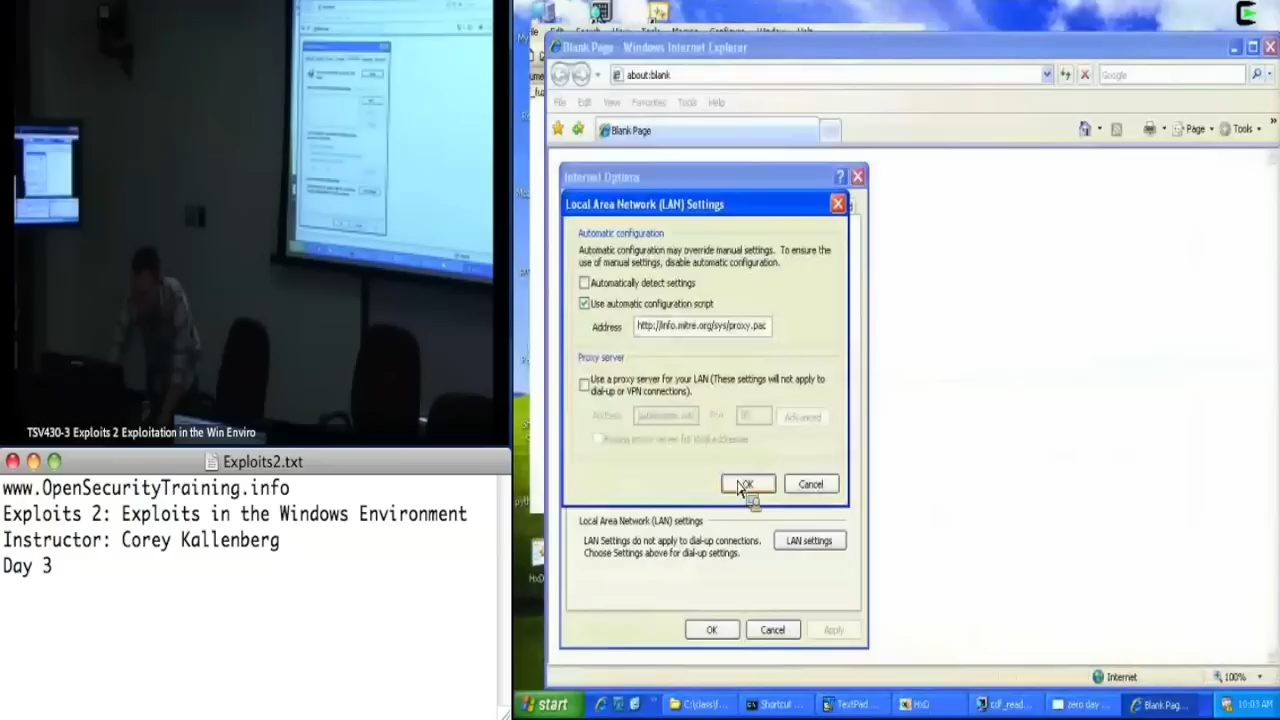 TSV430-3 Exploits 2 Exploitation in the Win Enviro
Exploits2.txt
www.OpenSecurityTraining.info
Exploits 2: Exploits in the Windows Environment
Instructor: Corey Kallenberg
Day 3
Blank Page - Windows Internet Explorer
about:blank
Google
File Edit View Favorites Tools Help
Blank Page
Page
Tools
Internet Options
Local Area Network (LAN) Settings
Automatic configuration
Automatic configuration may override manual settings. To ensure the
use of manual settings, disable automatic configuration.
Automatically detect settings
Use automatic configuration script
Address http://info.mitre.org/sys/proxy.pac
Proxy server
Use a proxy server for your LAN (These settings will not apply to
dial-up or VPN connections).
Advanced
OK Cancel
Local Area Network (LAN) settings
LAN Settings do not apply to dial-up connections.
Choose Settings above for dial-up settings.
LAN settings
OK Cancel Apply
Internet
100%
start
Shortcut
TextPad
HxD
zero day
Blank Pag...
10:03 AM